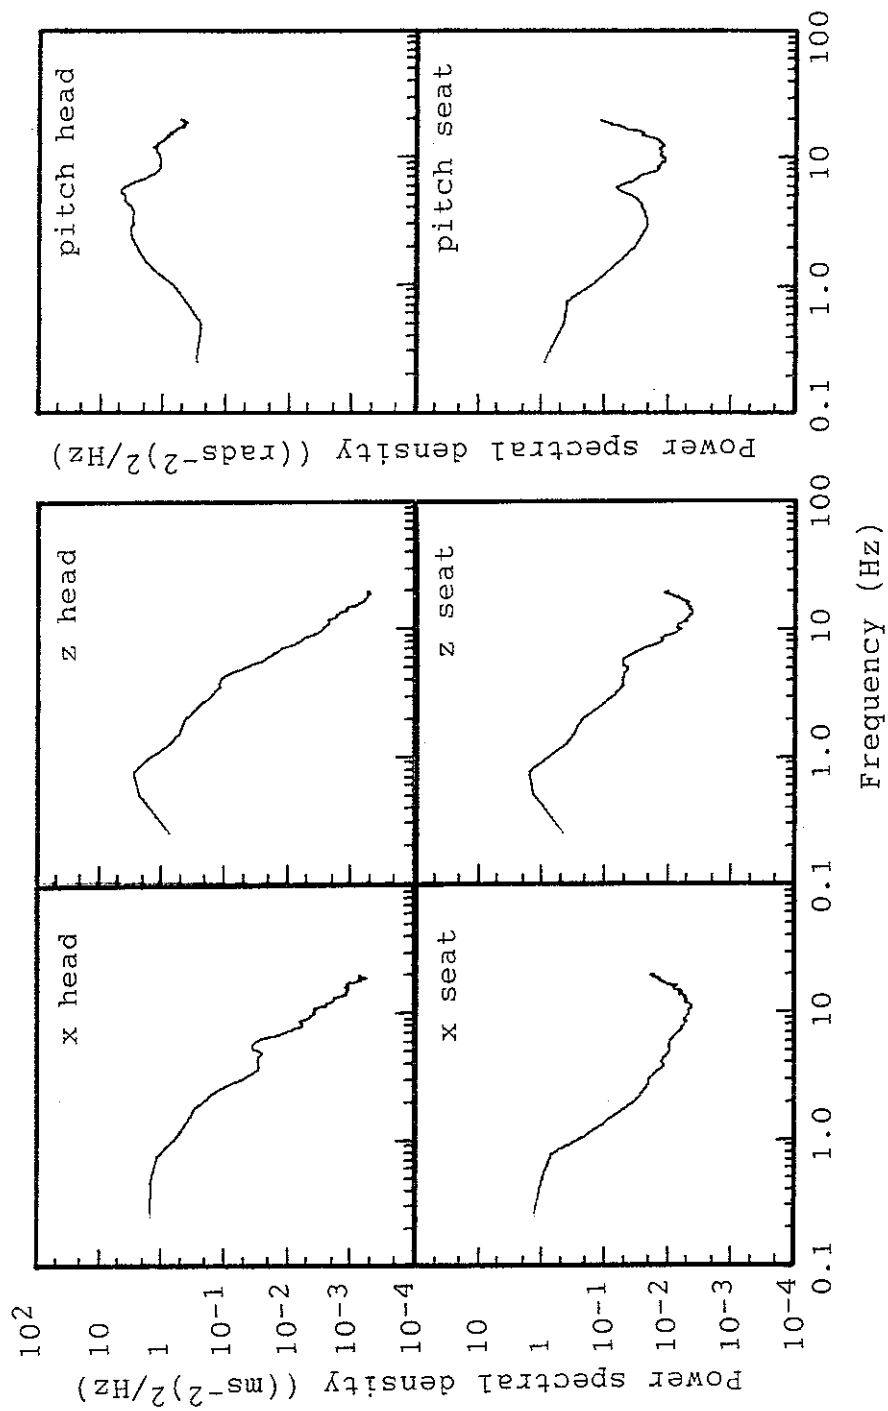 x head
z head
pitch head
x seat
z seat
pitch seat
10²
10
1
10-1
10-2
10-3
10-4
10
1
10-1
10-2
10-3
10-4
Power spectral density ((ms⁻²)²/Hz)
Power spectral density ((rads⁻²)²/Hz)
0.1
1.0
10
0.1
1.0
10
100
0.1
1.0
10
100
Frequency (Hz)